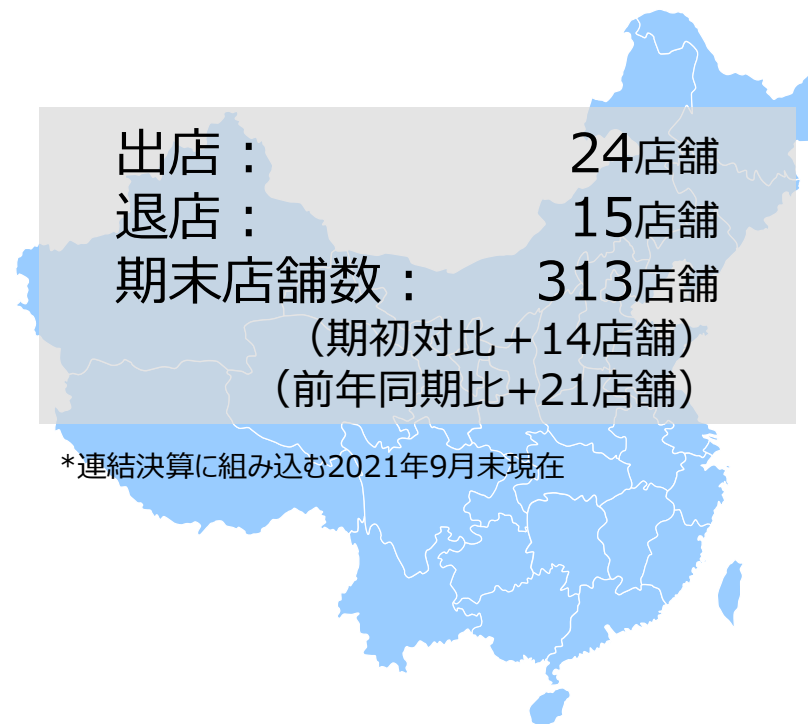 出店： 24店舗
退店： 15店舗
期末店舗数： 313店舗
（期初対比＋14店舗）
（前年同期比+21店舗）
*連結決算に組み込む2021年9月末現在